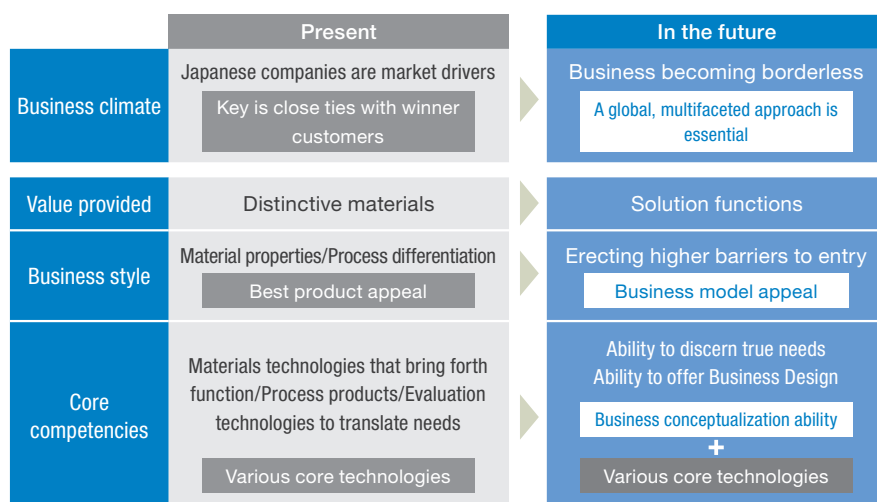 Present
In the future
Business climate
Japanese companies are market drivers
Key is close ties with winner
customers
Business becoming borderless
A global, multifaceted approach is
essential
Value provided
Distinctive materials
Solution functions
Business style
Material properties/Process differentiation
Best product appeal
Erecting higher barriers to entry
Business model appeal
Core
competencies
Materials technologies that bring forth
function/Process products/Evaluation
technologies to translate needs
Various core technologies
Ability to discern true needs
Ability to offer Business Design
Business conceptualization ability
+
Various core technologies